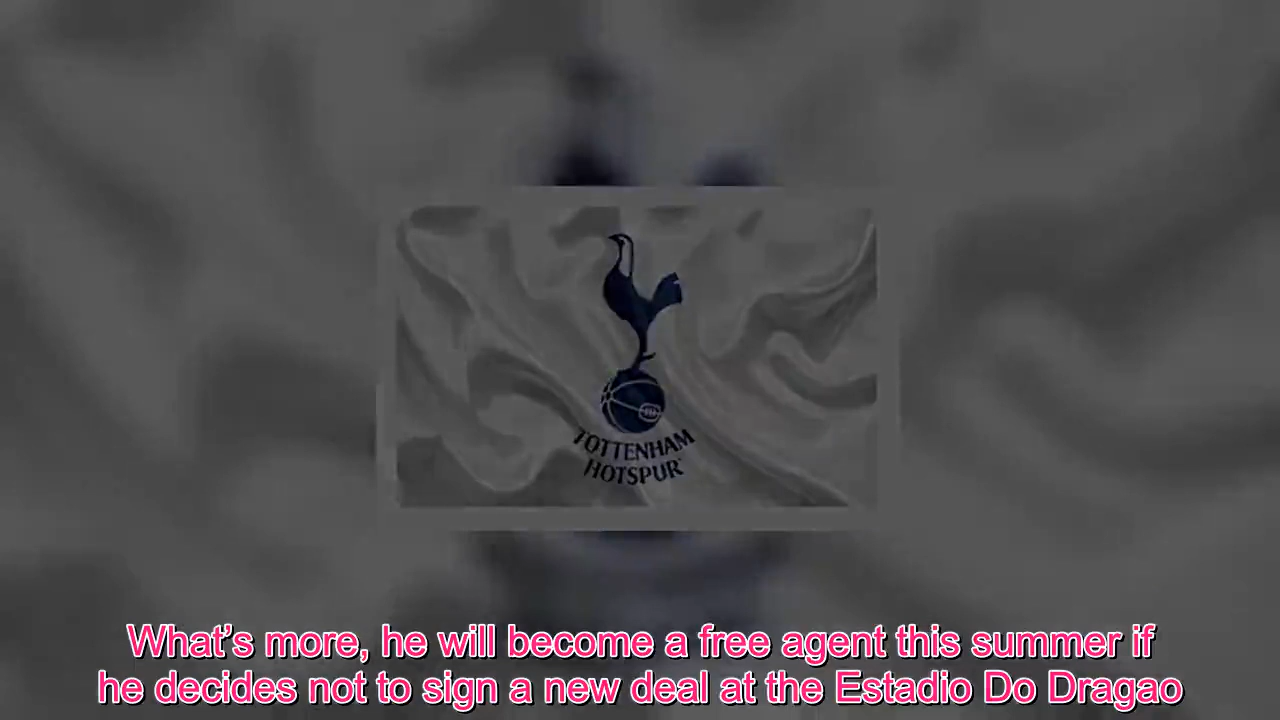 TOTTENHAM
HOTSPUR
What’s more, he will become a free agent this summer if
he decides not to sign a new deal at the Estadio Do Dragao